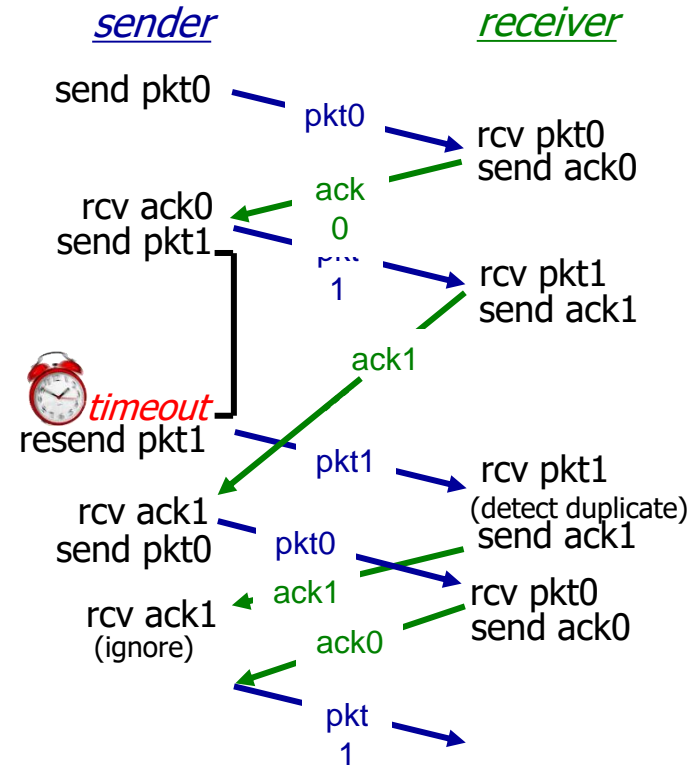 sender
receiver
send pkt0
pkt0
rcv pkt0
send ack0
ack
0
rcv ack0
send pkt1
pkt
1
rcv pkt1
send ack1
ack1
timeout
resend pkt1
pkt1
rcv pkt1
(detect duplicate)
send ack1
rcv ack1
send pkt0
pkt0
ack1
rcv pkt0
send ack0
rcv ack1
(ignore)
ack0
pkt
1